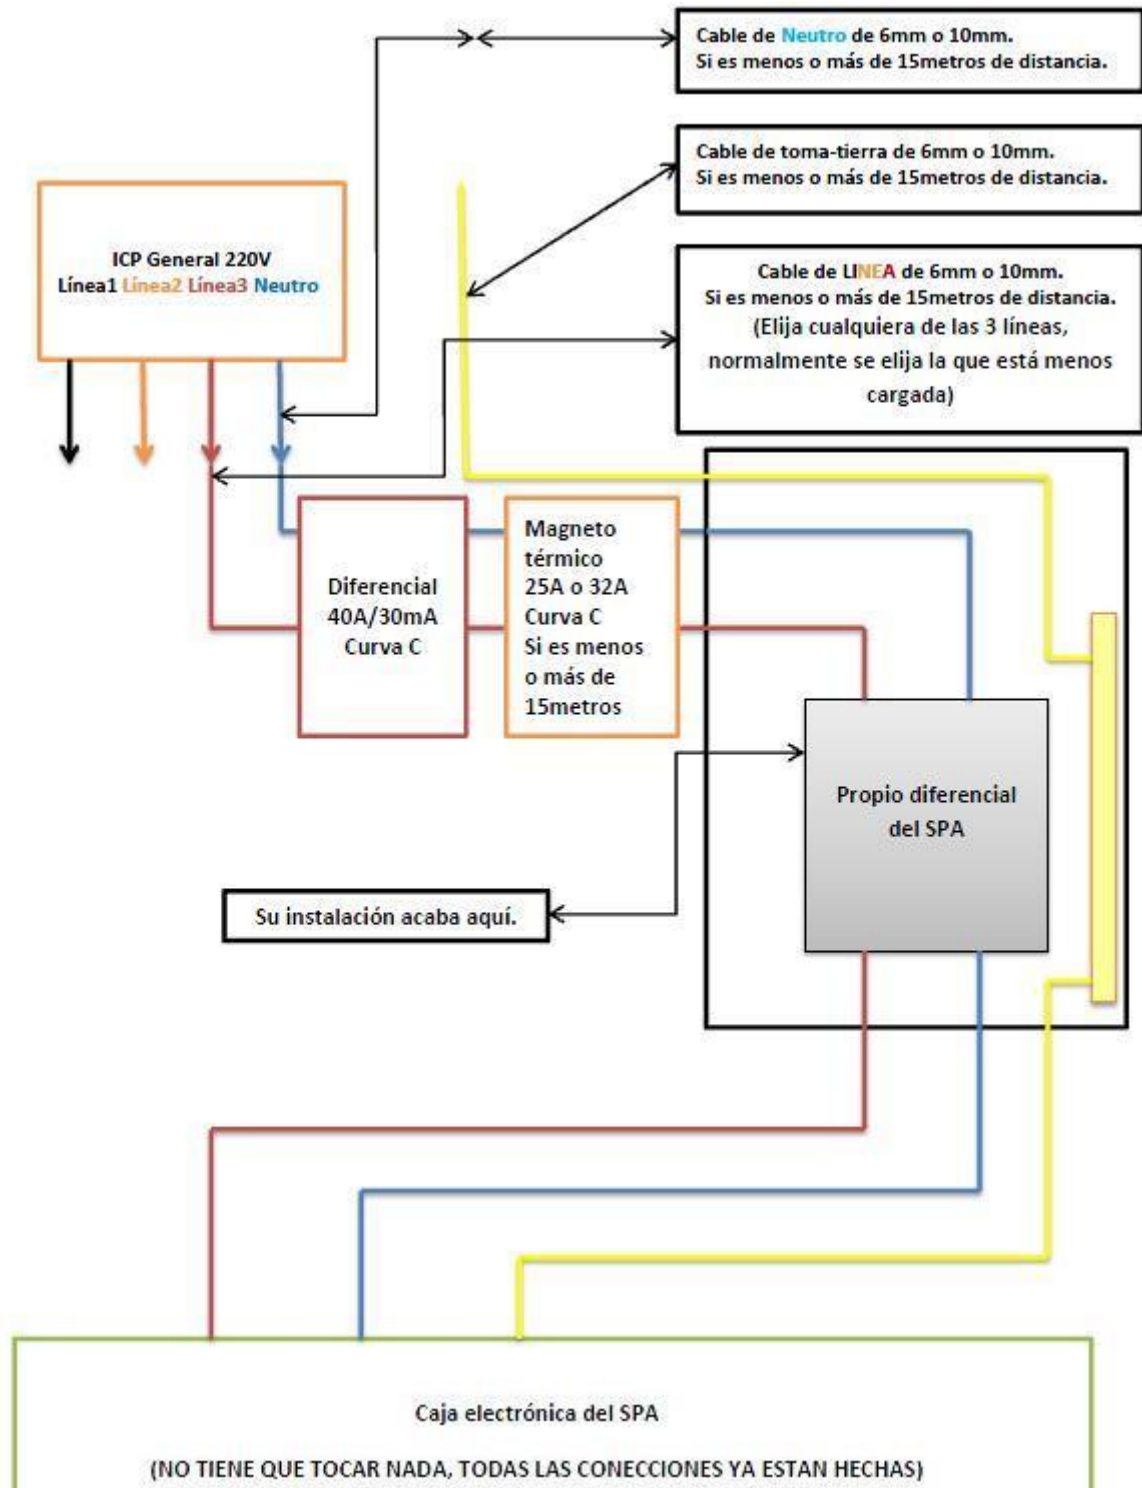 Cable de Neutro de 6mm o 10mm.
Si es menos o más de 15metros de distancia.
Cable de toma-tierra de 6mm o 10mm.
Si es menos o más de 15metros de distancia.
ICP General 220V
Línea1 Línea2 Línea3 Neutro
Cable de LINEA de 6mm o 10mm.
Si es menos o más de 15metros de distancia.
(Elija cualquiera de las 3 líneas,
normalmente se elija la que está menos
cargada)
Diferencial
40A/30mA
Curva C
Magneto
térmico
25A o 32A
Curva C
Si es menos
o más de
15metros
Propio diferencial
del SPA
Su instalación acaba aquí.
Caja electrónica del SPA
(NO TIENE QUE TOCAR NADA, TODAS LAS CONECCIONES YA ESTAN HECHAS)